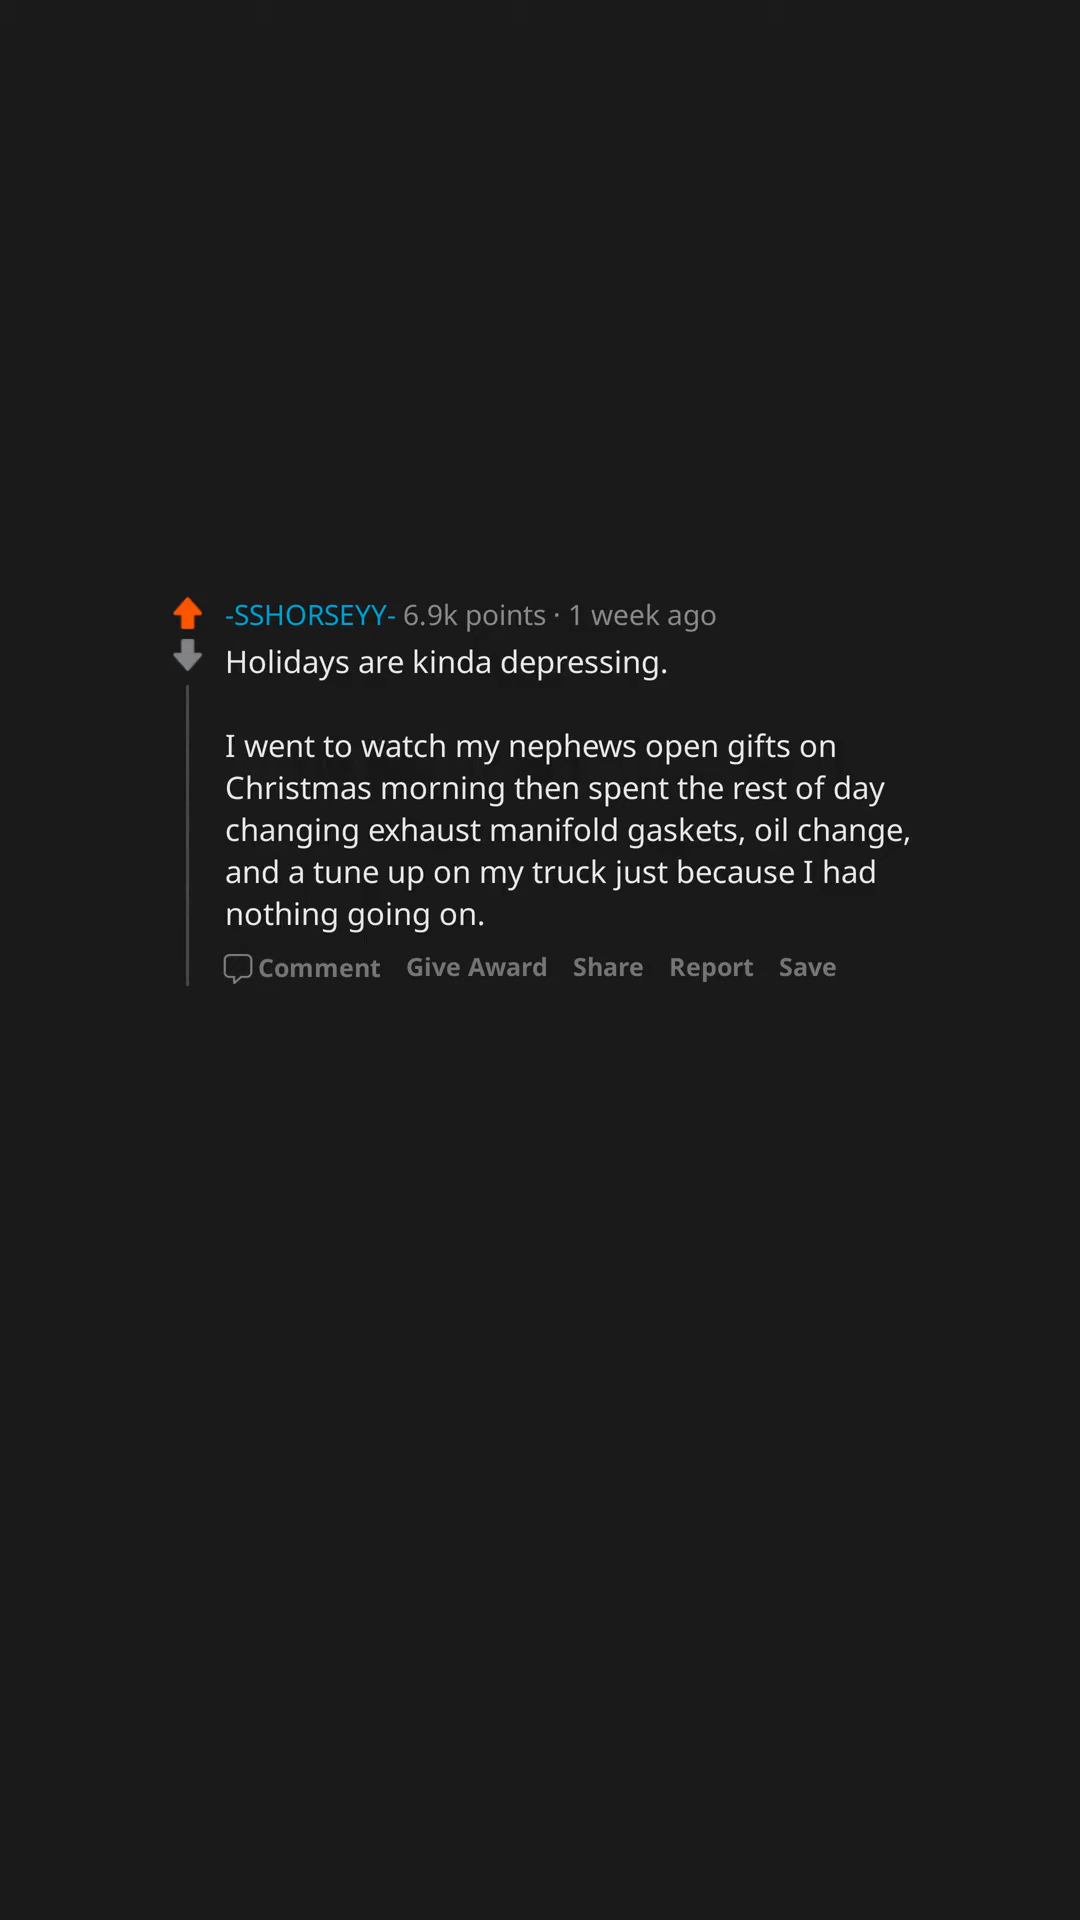 -SSHORSEYY- 6.9k points · 1 week ago
Holidays are kinda depressing.
I went to watch my nephews open gifts on
Christmas morning then spent the rest of day
changing exhaust manifold gaskets, oil change,
and a tune up on my truck just because I had
nothing going on.
Comment Give Award Share Report Save